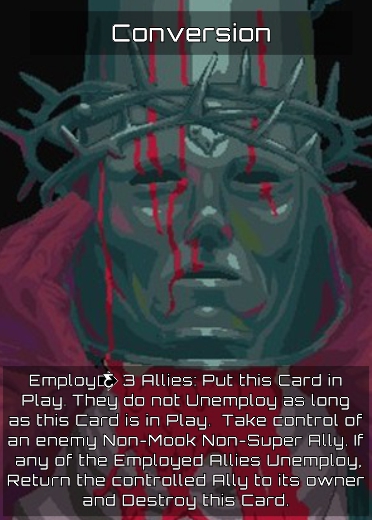 Conversion
Employ 3 Allies: Put this Card in
Play. They do not Unemploy as long
as this Card is in Play. Take control of
an enemy Non-Mook Non-Super Ally. If
any of the Employed Allies Unemploy,
Return the controlled Ally to its owner
and Destroy this Card.